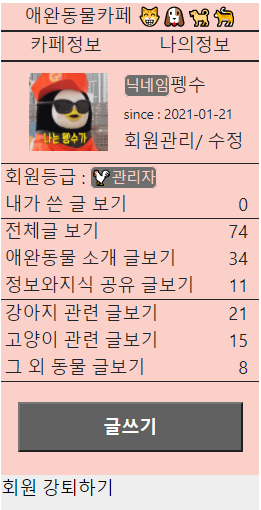 애완동물카페
카페정보 나의정보
닉네임펭수
since : 2021-01-21
회원관리/ 수정
나는 펭수가
회원등급 : 관리자
내가 쓴 글 보기 0
전체글 보기 74
애완동물 소개 글보기 34
정보와지식 공유 글보기 11
강아지 관련 글보기 21
고양이 관련 글보기 15
그 외 동물 글보기 8
글쓰기
회원 강퇴하기